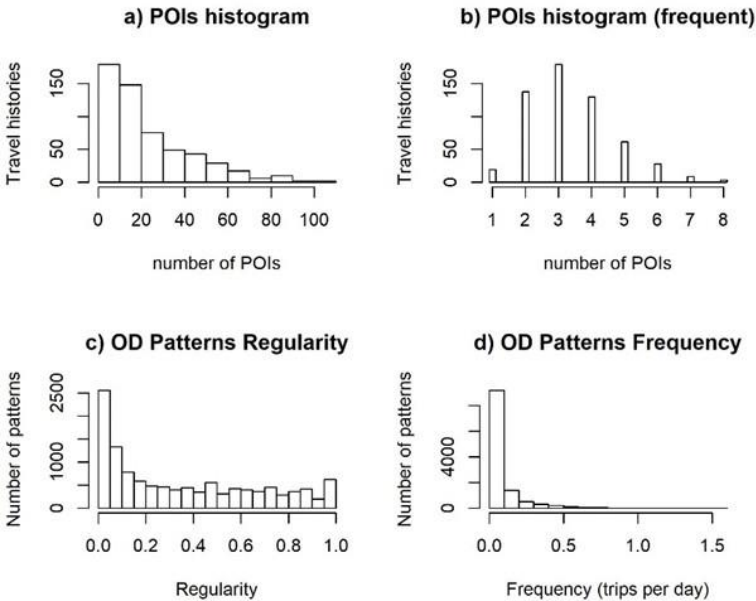 a) POIs histogram
Travel histories
150
50
0
0 20 40 60 80 100
number of POIs
b) POIs histogram (frequent)
Travel histories
150
50
0
1 2 3 4 5 6 7 8
number of POIs
c) OD Patterns Regularity
Number of patterns
2500
1000
0
0.0 0.2 0.4 0.6 0.8 1.0
Regularity
d) OD Patterns Frequency
Number of patterns
4000
0
0.0 0.5 1.0 1.5
Frequency (trips per day)